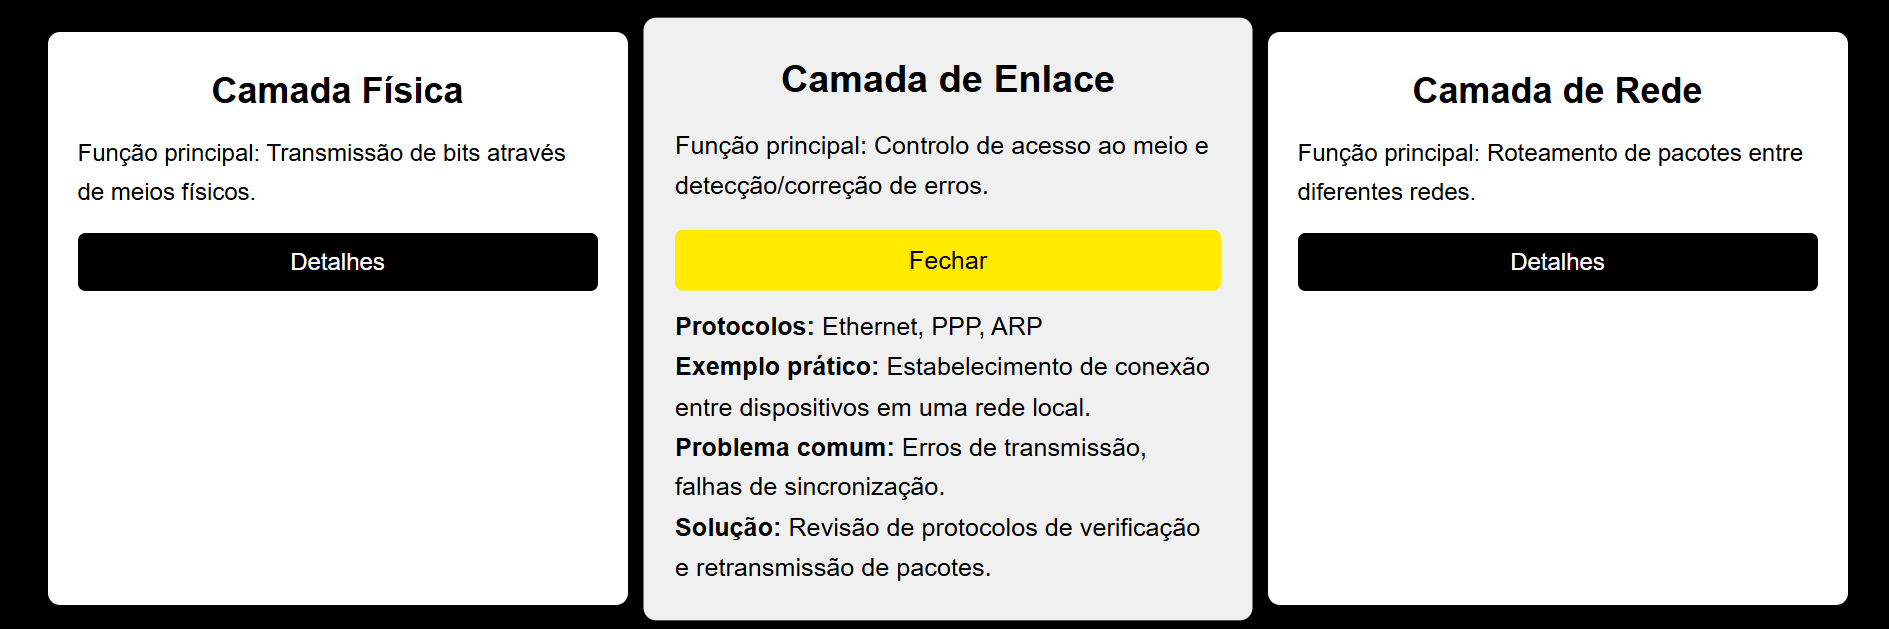 Camada Física
Função principal: Transmissão de bits através
de meios físicos.
Detalhes
Camada de Enlace
Função principal: Controlo de acesso ao meio e
detecção/correção de erros.
Fechar
Protocolos: Ethernet, PPP, ARP
Exemplo prático: Estabelecimento de conexão
entre dispositivos em uma rede local.
Problema comum: Erros de transmissão,
falhas de sincronização.
Solução: Revisão de protocolos de verificação
e retransmissão de pacotes.
Camada de Rede
Função principal: Roteamento de pacotes entre
diferentes redes.
Detalhes